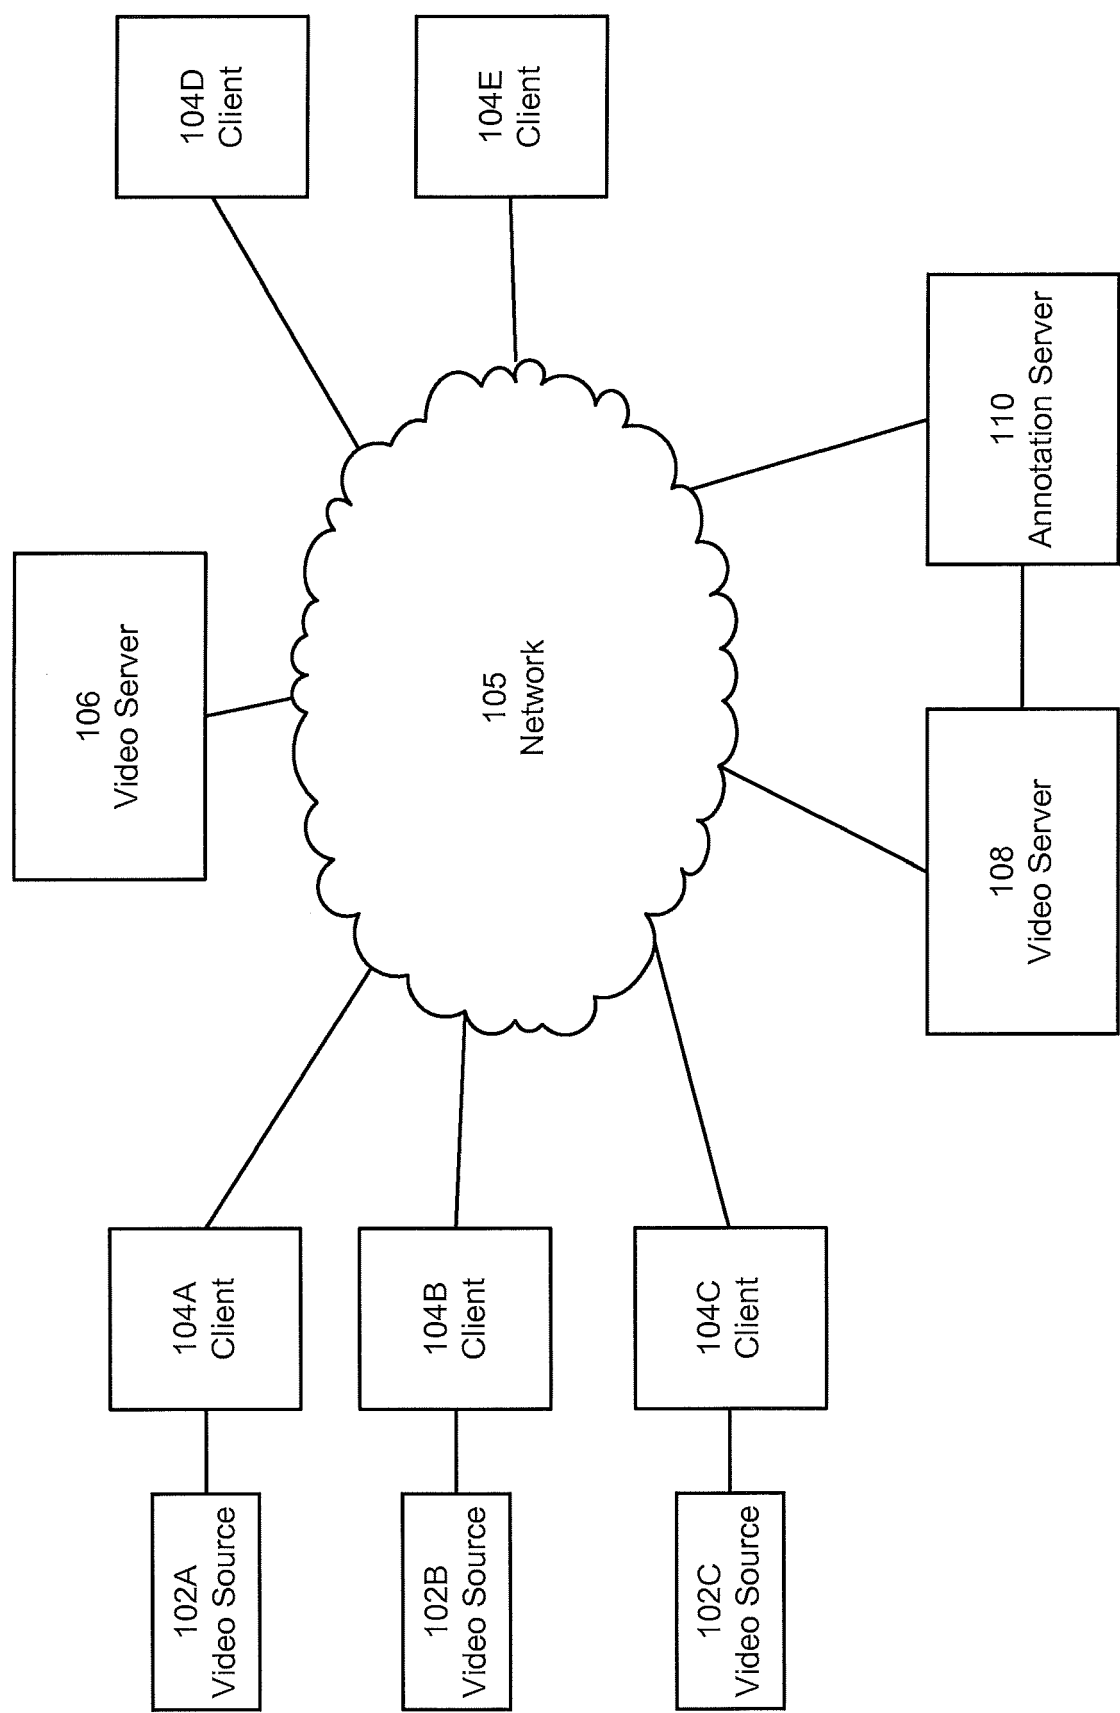 106
Video Server
102A
Video Source
104A
Client
104D
Client
102B
Video Source
104B
Client
105
Network
104E
Client
102C
Video Source
104C
Client
108
Video Server
110
Annotation Server